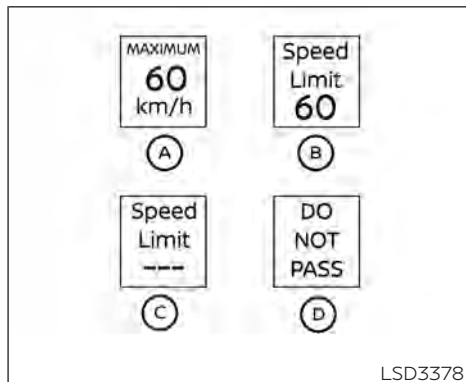 MAXIMUM
60
km/h
A
Speed
Limit
60
B
Speed
Limit
---
C
DO
NOT
PASS
D
LSD3378